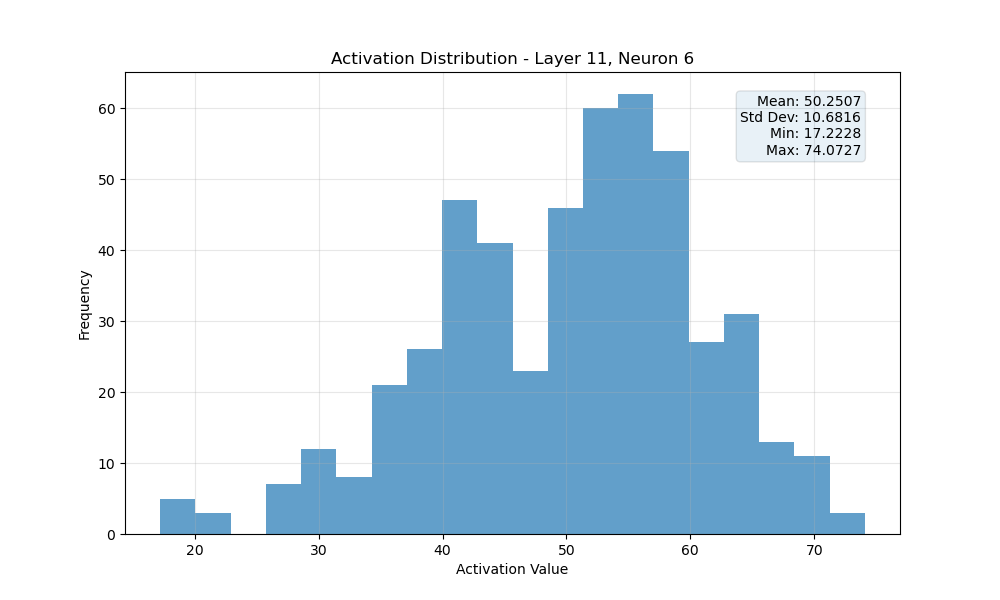 Activation Distribution - Layer 11, Neuron 6
Mean: 50.2507
Std Dev: 10.6816
Min: 17.2228
Max: 74.0727
Frequency
60
50
40
30
20
10
0
20 30 40 50 60 70
Activation Value